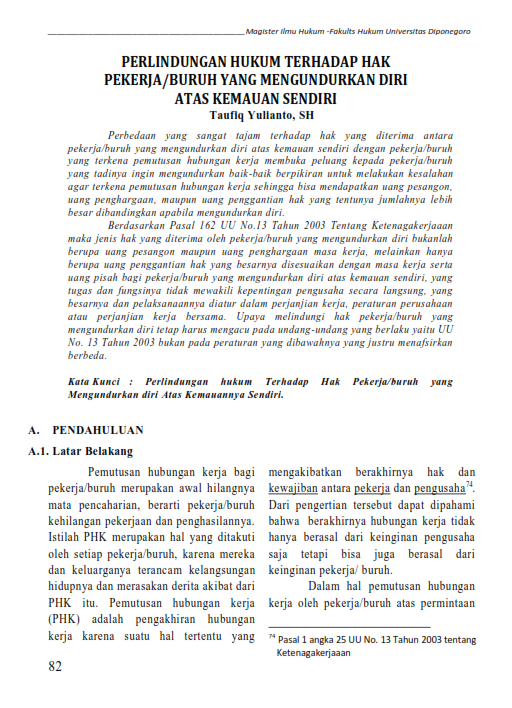 Magister Ilmu Hukum -Fakults Hukum Universitas Diponegoro
PERLINDUNGAN HUKUM TERHADAP HAK
PEKERJA/BURUH YANG MENGUNDURKAN DIRI
ATAS KEMAUAN SENDIRI
Taufiq Yulianto, SH
Perbedaan yang sangat tajam terhadap hak yang diterima antara
pekerja/buruh yang mengundurkan diri atas kemauan sendiri dengan pekerja/buruh
yang terkena pemutusan hubungan kerja membuka peluang kepada pekerja/buruh
yang tadinya ingin mengundurkan baik-baik berpikiran untuk melakukan kesalahan
agar terkena pemutusan hubungan kerja sehingga bisa mendapatkan uang pesangon,
uang penghargaan, maupun uang penggantian hak yang tentunya jumlahnya lebih
besar dibandingkan apabila mengundurkan diri.
Berdasarkan Pasal 162 UU No.13 Tahun 2003 Tentang Ketenagakerjaaan
maka jenis hak yang diterima oleh pekerja/buruh yang mengundurkan diri bukanlah
berupa uang pesangon maupun uang penghargaan masa kerja, melainkan hanya
berupa uang penggantian hak yang besarnya disesuaikan dengan masa kerja serta
uang pisah bagi pekerja/buruh yang mengundurkan diri atas kemauan sendiri, yang
tugas dan fungsinya tidak mewakili kepentingan pengusaha secara langsung, yang
besarnya dan pelaksanaannya diatur dalam perjanjian kerja, peraturan perusahaan
atau perjanjian kerja bersama. Upaya melindungi hak pekerja/buruh yang
mengundurkan diri tetap harus mengacu pada undang-undang yang berlaku yaitu UU
No. 13 Tahun 2003 bukan pada peraturan yang dibawahnya yang justru menafsirkan
berbeda.
Kata Kunci : Perlindungan hukum Terhadap Hak Pekerja/buruh yang
Mengundurkan diri Atas Kemauannya Sendiri.
A. PENDAHULUAN
A.1. Latar Belakang
Pemutusan hubungan kerja bagi
pekerja/buruh merupakan awal hilangnya
mata pencaharian, berarti pekerja/buruh
kehilangan pekerjaan dan penghasilannya.
Istilah PHK merupakan hal yang ditakuti
oleh setiap pekerja/buruh, karena mereka
dan keluarganya terancam kelangsungan
hidupnya dan merasakan derita akibat dari
PHK itu. Pemutusan hubungan kerja
(PHK) adalah pengakhiran hubungan
kerja karena suatu hal tertentu yang
mengakibatkan berakhirnya hak dan
kewajiban antara pekerja dan pengusaha74.
Dari pengertian tersebut dapat dipahami
bahwa berakhirnya hubungan kerja tidak
hanya berasal dari keinginan pengusaha
saja tetapi bisa juga berasal dari
keinginan pekerja/ buruh.
Dalam hal pemutusan hubungan
kerja oleh pekerja/buruh atas permintaan
74 Pasal 1 angka 25 UU No. 13 Tahun 2003 tentang
Ketenagakerjaaan
82